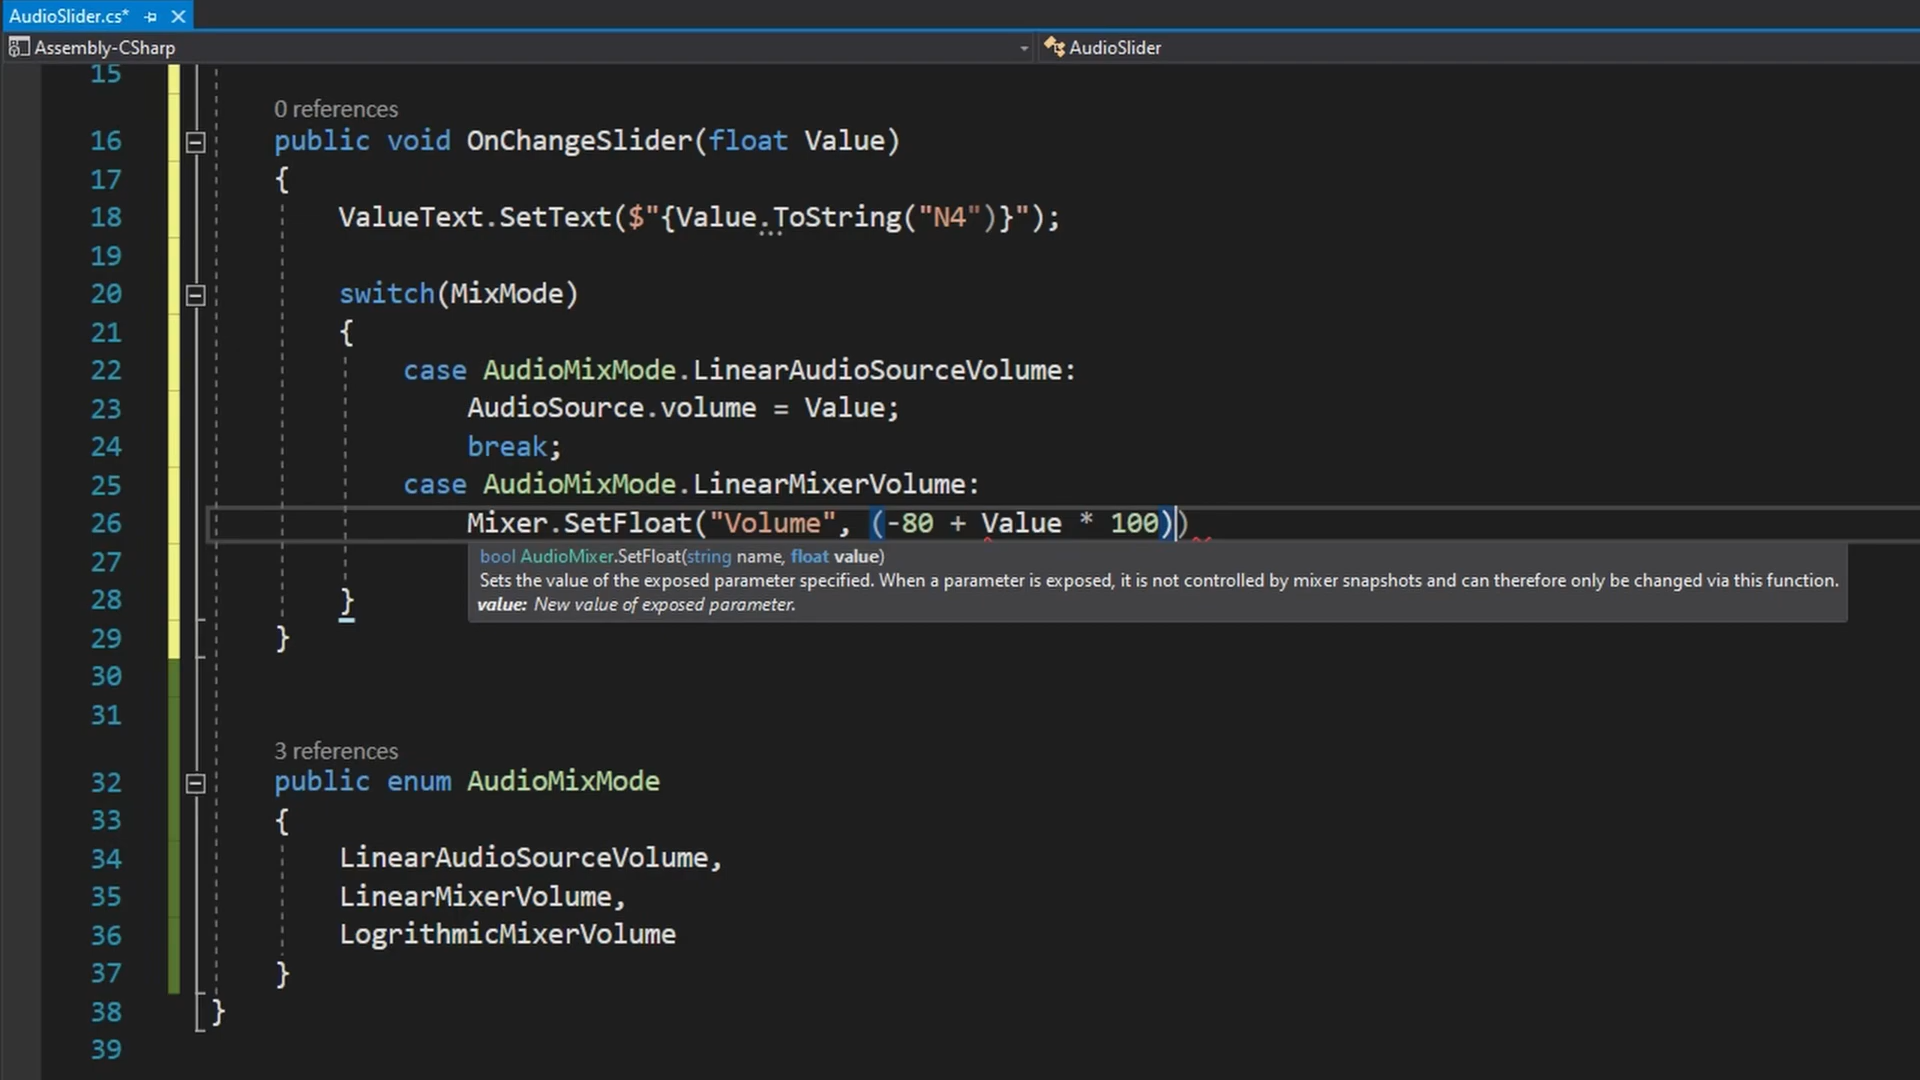 AudioSlider.cs*
Assembly-CSharp
AudioSlider
15
0 references
16 public void OnChangeSlider(float Value)
17 {
18 ValueText.SetText($"{Value.ToString("N4")}");
19
20 switch(MixMode)
21 {
22 case AudioMixMode.LinearAudioSourceVolume:
23 AudioSource.volume = Value;
24 break;
25 case AudioMixMode.LinearMixerVolume:
26 Mixer.SetFloat("Volume", (-80 + Value * 100))
27
bool AudioMixer.SetFloat(string name, float value)
Sets the value of the exposed parameter specified. When a parameter is exposed, it is not controlled by mixer snapshots and can therefore only be changed via this function.
value: New value of exposed parameter.
28 }
29 }
30
31
3 references
32 public enum AudioMixMode
33 {
34 LinearAudioSourceVolume,
35 LinearMixerVolume,
36 LogrithmicMixerVolume
37 }
38 }
39